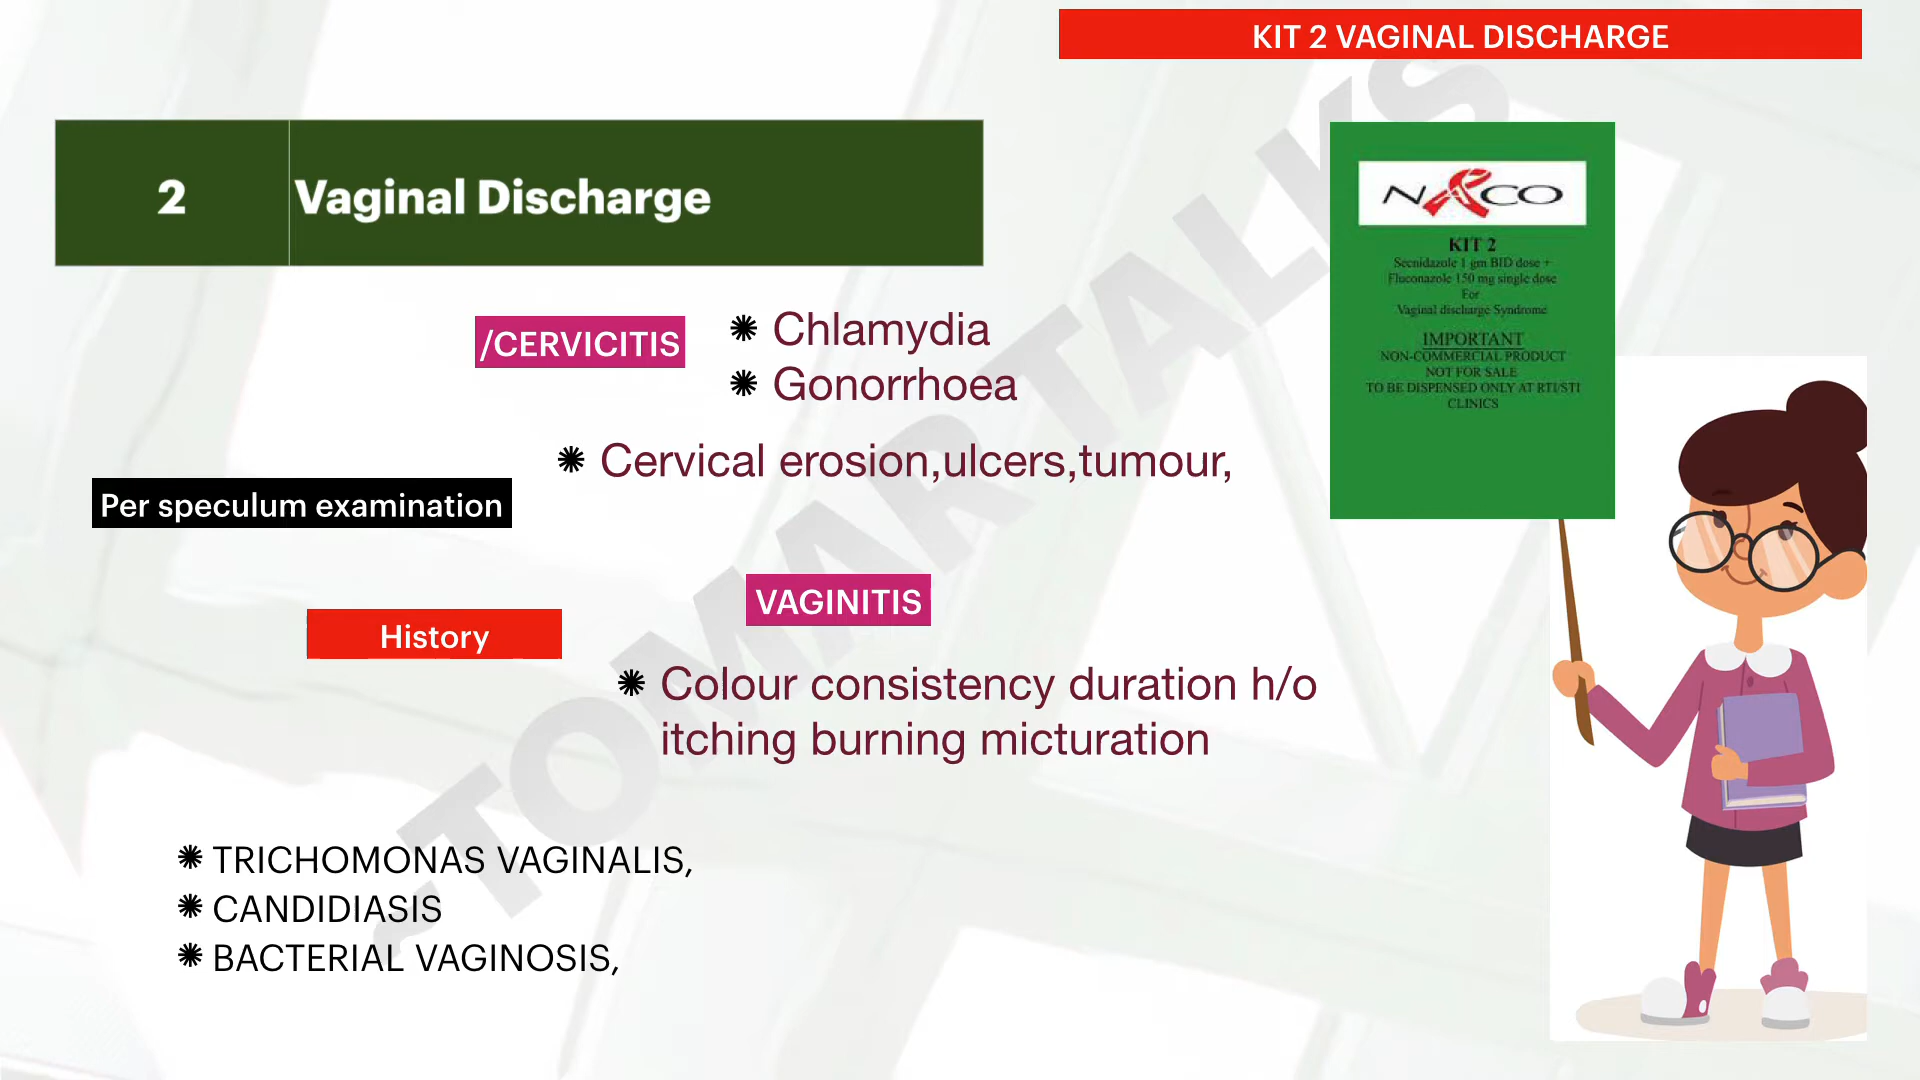 KIT 2 VAGINAL DISCHARGE
2 Vaginal Discharge
NACO
KIT 2
Secnidazole 1 gm BID dose +
Fluconazole 150 mg single dose
For
Vaginal discharge Syndrome
IMPORTANT
NON-COMMERCIAL PRODUCT
NOT FOR SALE
TO BE DISPENSED ONLY AT RTI/STI
CLINICS
/CERVICITIS
Chlamydia
Gonorrhoea
Cervical erosion,ulcers,tumour,
Per speculum examination
VAGINITIS
History
Colour consistency duration h/o
itching burning micturation
TRICHOMONAS VAGINALIS,
CANDIDIASIS
BACTERIAL VAGINOSIS,
TOMAR TALKS